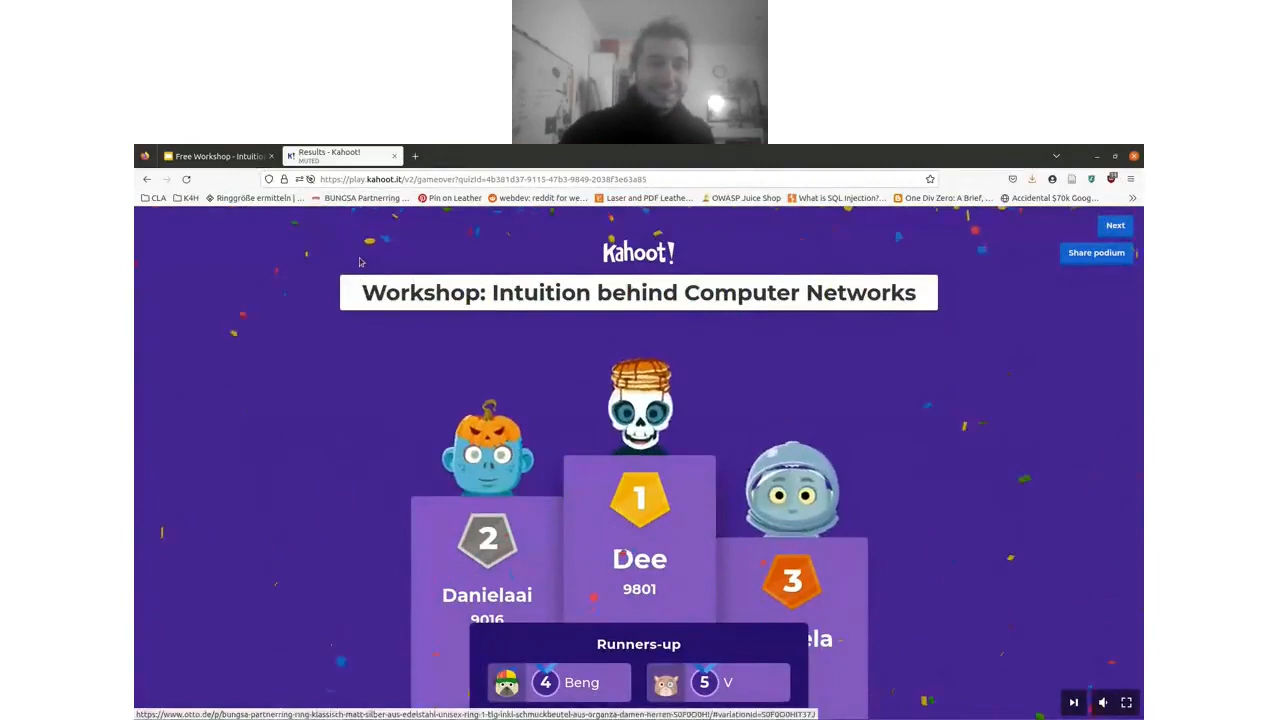 Free Workshop - Intuitio
Results - Kahoot!
MUTED
https://play.kahoot.it/v2/gameover?quizId=4b381d37-9115-47b3-9849-2038f3e63a85
CLA
K4H
Ringgröße ermitteln | ...
BUNGSA Partnerring ...
Pin on Leather
webdev: reddit for we...
Laser and PDF Leathe...
OWASP Juice Shop
What is SQL Injection?...
One Div Zero: A Brief, ...
Accidental $70k Goog...
Next
Kahoot!
Share podium
Workshop: Intuition behind Computer Networks
1
Dee
9801
2
Danielaai
9016
3
ela
Runners-up
4 Beng
5 V